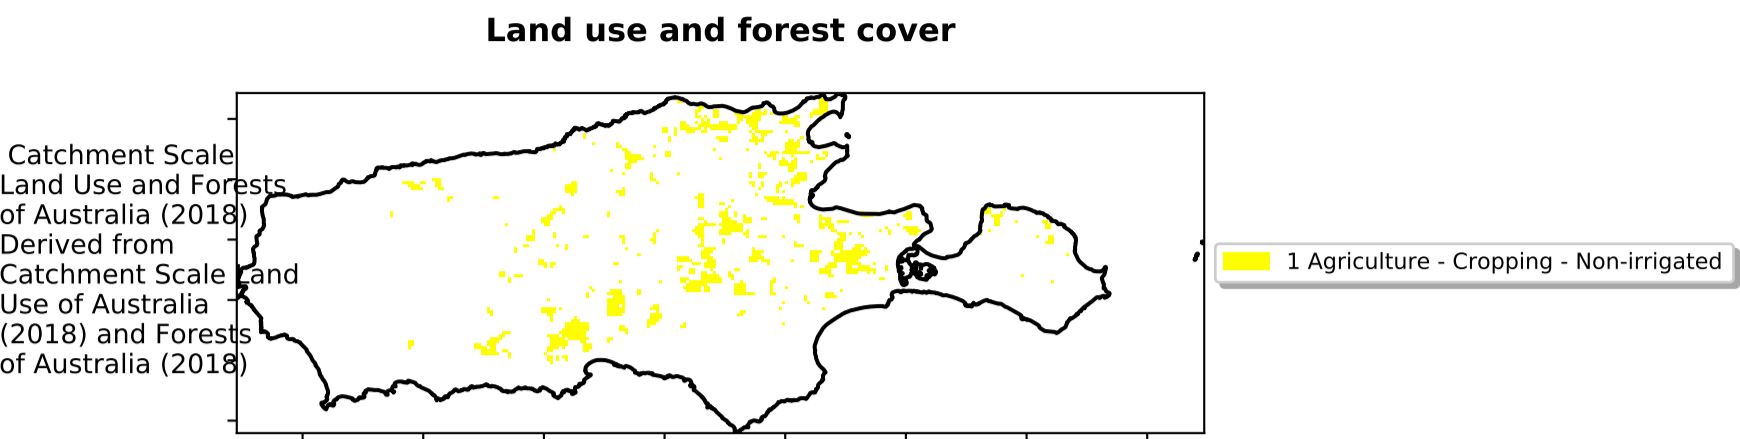 Land use and forest cover
Catchment Scale
Land Use and Forests
of Australia (2018)
Derived from
Catchment Scale Land
Use of Australia
(2018) and Forests
of Australia (2018)
1 Agriculture - Cropping - Non-irrigated